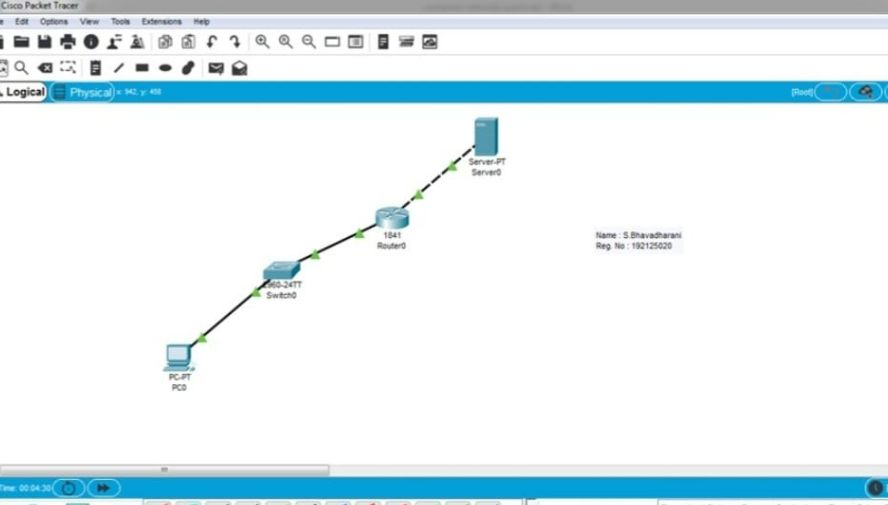 Cisco Packet Tracer
Edit Options View Tools Extensions Help
Logical Physical x: 942, y: 458 [Root]
Server-PT
Server0
1841
Router0
Name : S.Bhavadharani
Reg. No : 192125020
2960-24TT
Switch0
PC-PT
PC0
Time: 00:04:30